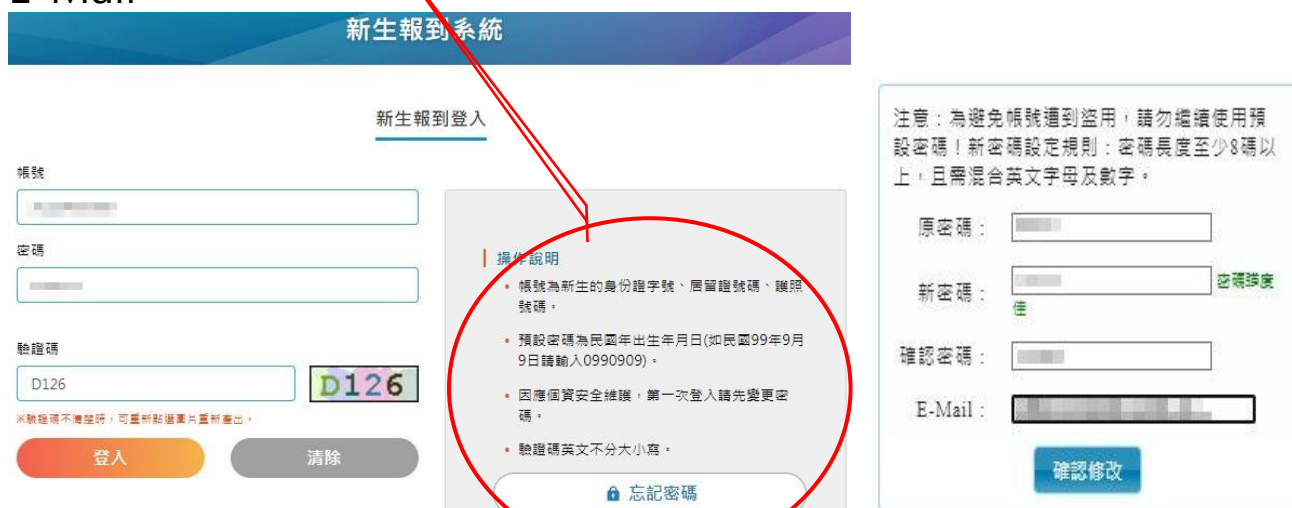 E-Mail
新生報到系統
新生報到登入
帳號
密碼
驗證碼
D126
D126
※驗證碼不清楚時，可重新點選圖片重新產出。
登入
清除
操作說明
• 帳號為新生的身份證字號、居留證號碼、護照
號碼。
• 預設密碼為民國年出生年月日(如民國99年9月
9日請輸入0990909)。
• 因應個資安全維護，第一次登入請先變更密
碼。
• 驗證碼英文不分大小寫。
忘記密碼
注意：為避免帳號遭到盜用，請勿繼續使用預
設密碼！新密碼設定規則：密碼長度至少8碼以
上，且需混合英文字母及數字。
原密碼：
新密碼：
密碼強度
佳
確認密碼：
E-Mail：
確認修改